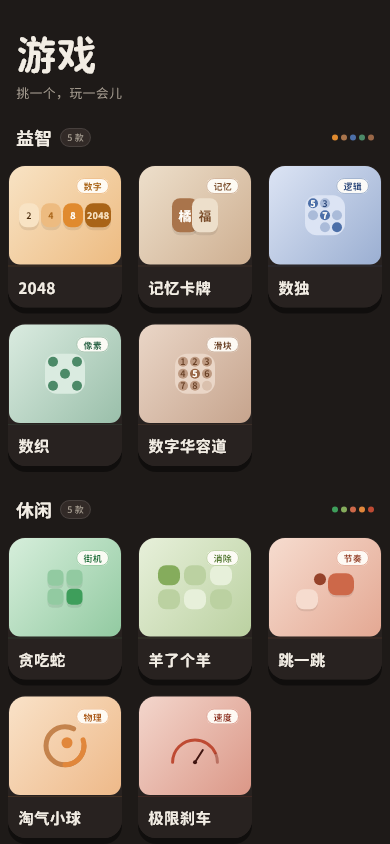 游戏
挑一个，玩一会儿
益智 5 款
数字
2 4 8 2048
2048
记忆
橘 福
记忆卡牌
逻辑
5 3
7
数独
像素
数织
滑块
1 2 3
4 5 6
7 8
数字华容道
休闲 5 款
街机
贪吃蛇
消除
羊了个羊
节奏
跳一跳
物理
淘气小球
速度
极限刹车